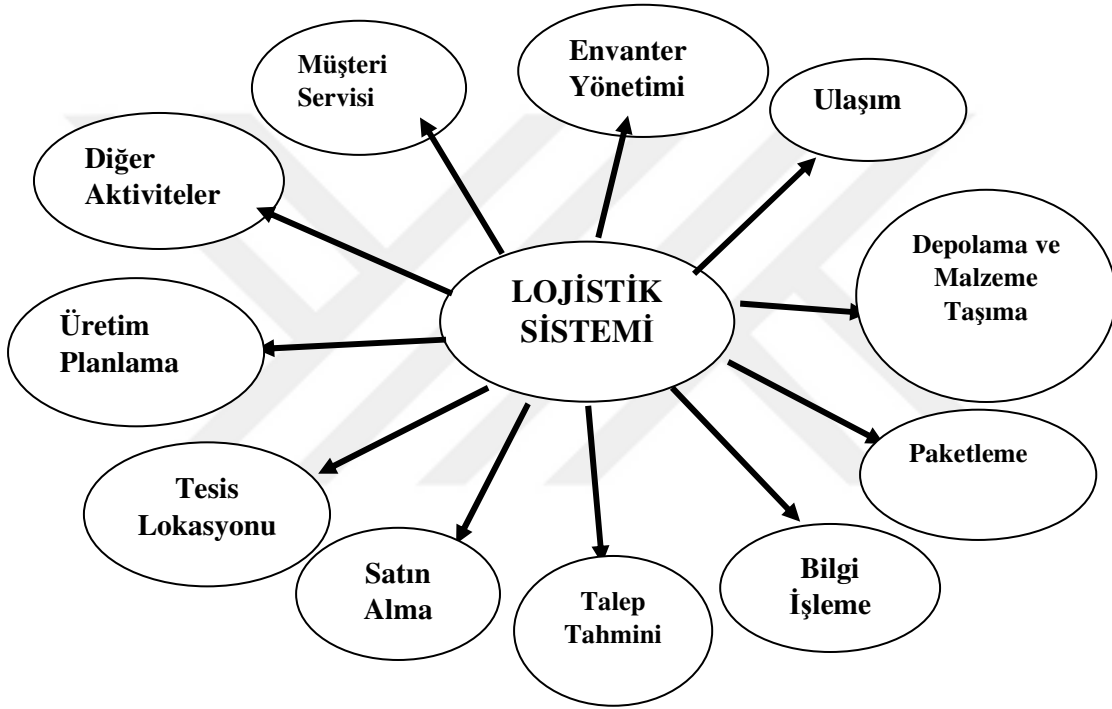 Müşteri
Servisi
Envanter
Yönetimi
Ulaşım
Diğer
Aktiviteler
Depolama ve
Malzeme
Taşıma
LOJİSTİK
SİSTEMİ
Üretim
Planlama
Paketleme
Tesis
Lokasyonu
Satın
Alma
Talep
Tahmini
Bilgi
İşleme